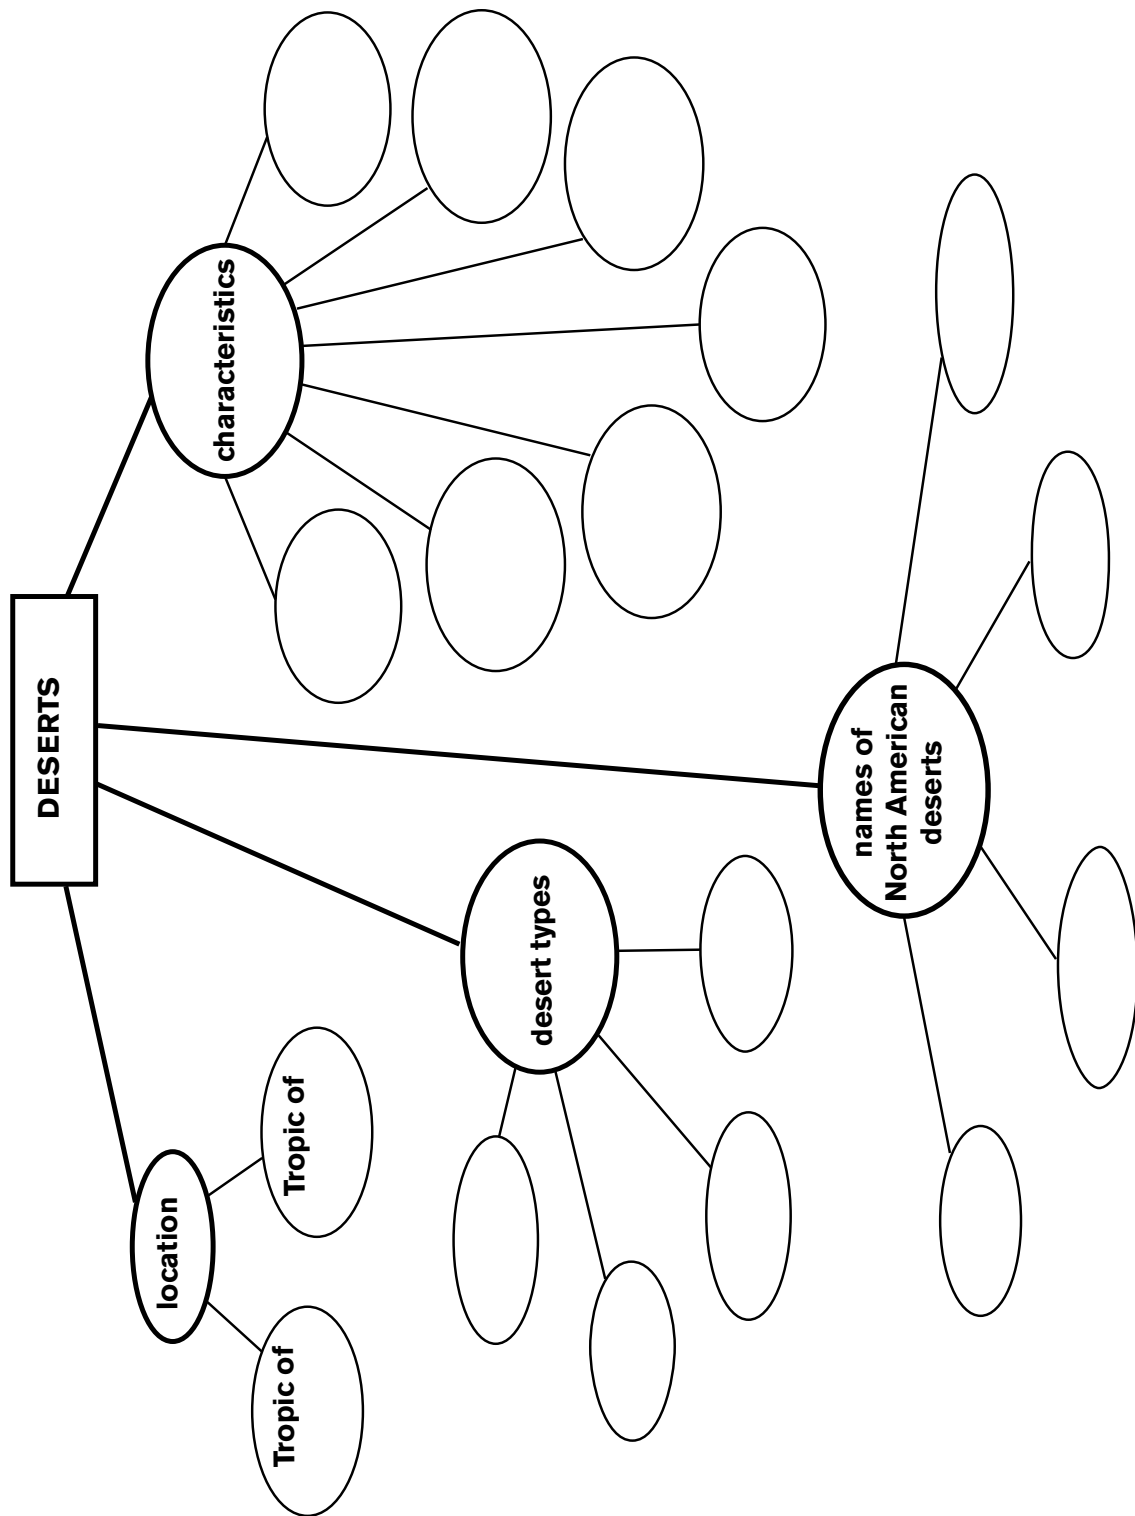 DESERTS
location
Tropic of
Tropic of
desert types
names of
North American
deserts
characteristics